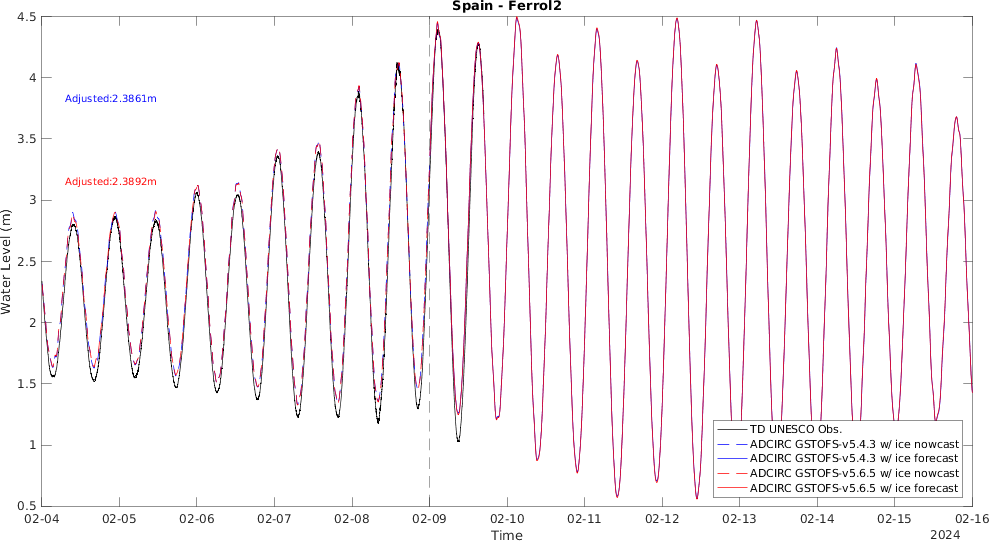 Spain - Ferrol2
4.5
4
3.5
3
2.5
2
1.5
1
0.5
Water Level (m)
Adjusted:2.3861m
Adjusted:2.3892m
TD UNESCO Obs.
ADCIRC GSTOFS-v5.4.3 w/ ice nowcast
ADCIRC GSTOFS-v5.4.3 w/ ice forecast
ADCIRC GSTOFS-v5.6.5 w/ ice nowcast
ADCIRC GSTOFS-v5.6.5 w/ ice forecast
02-04 02-05 02-06 02-07 02-08 02-09 02-10 02-11 02-12 02-13 02-14 02-15 02-16
Time
2024